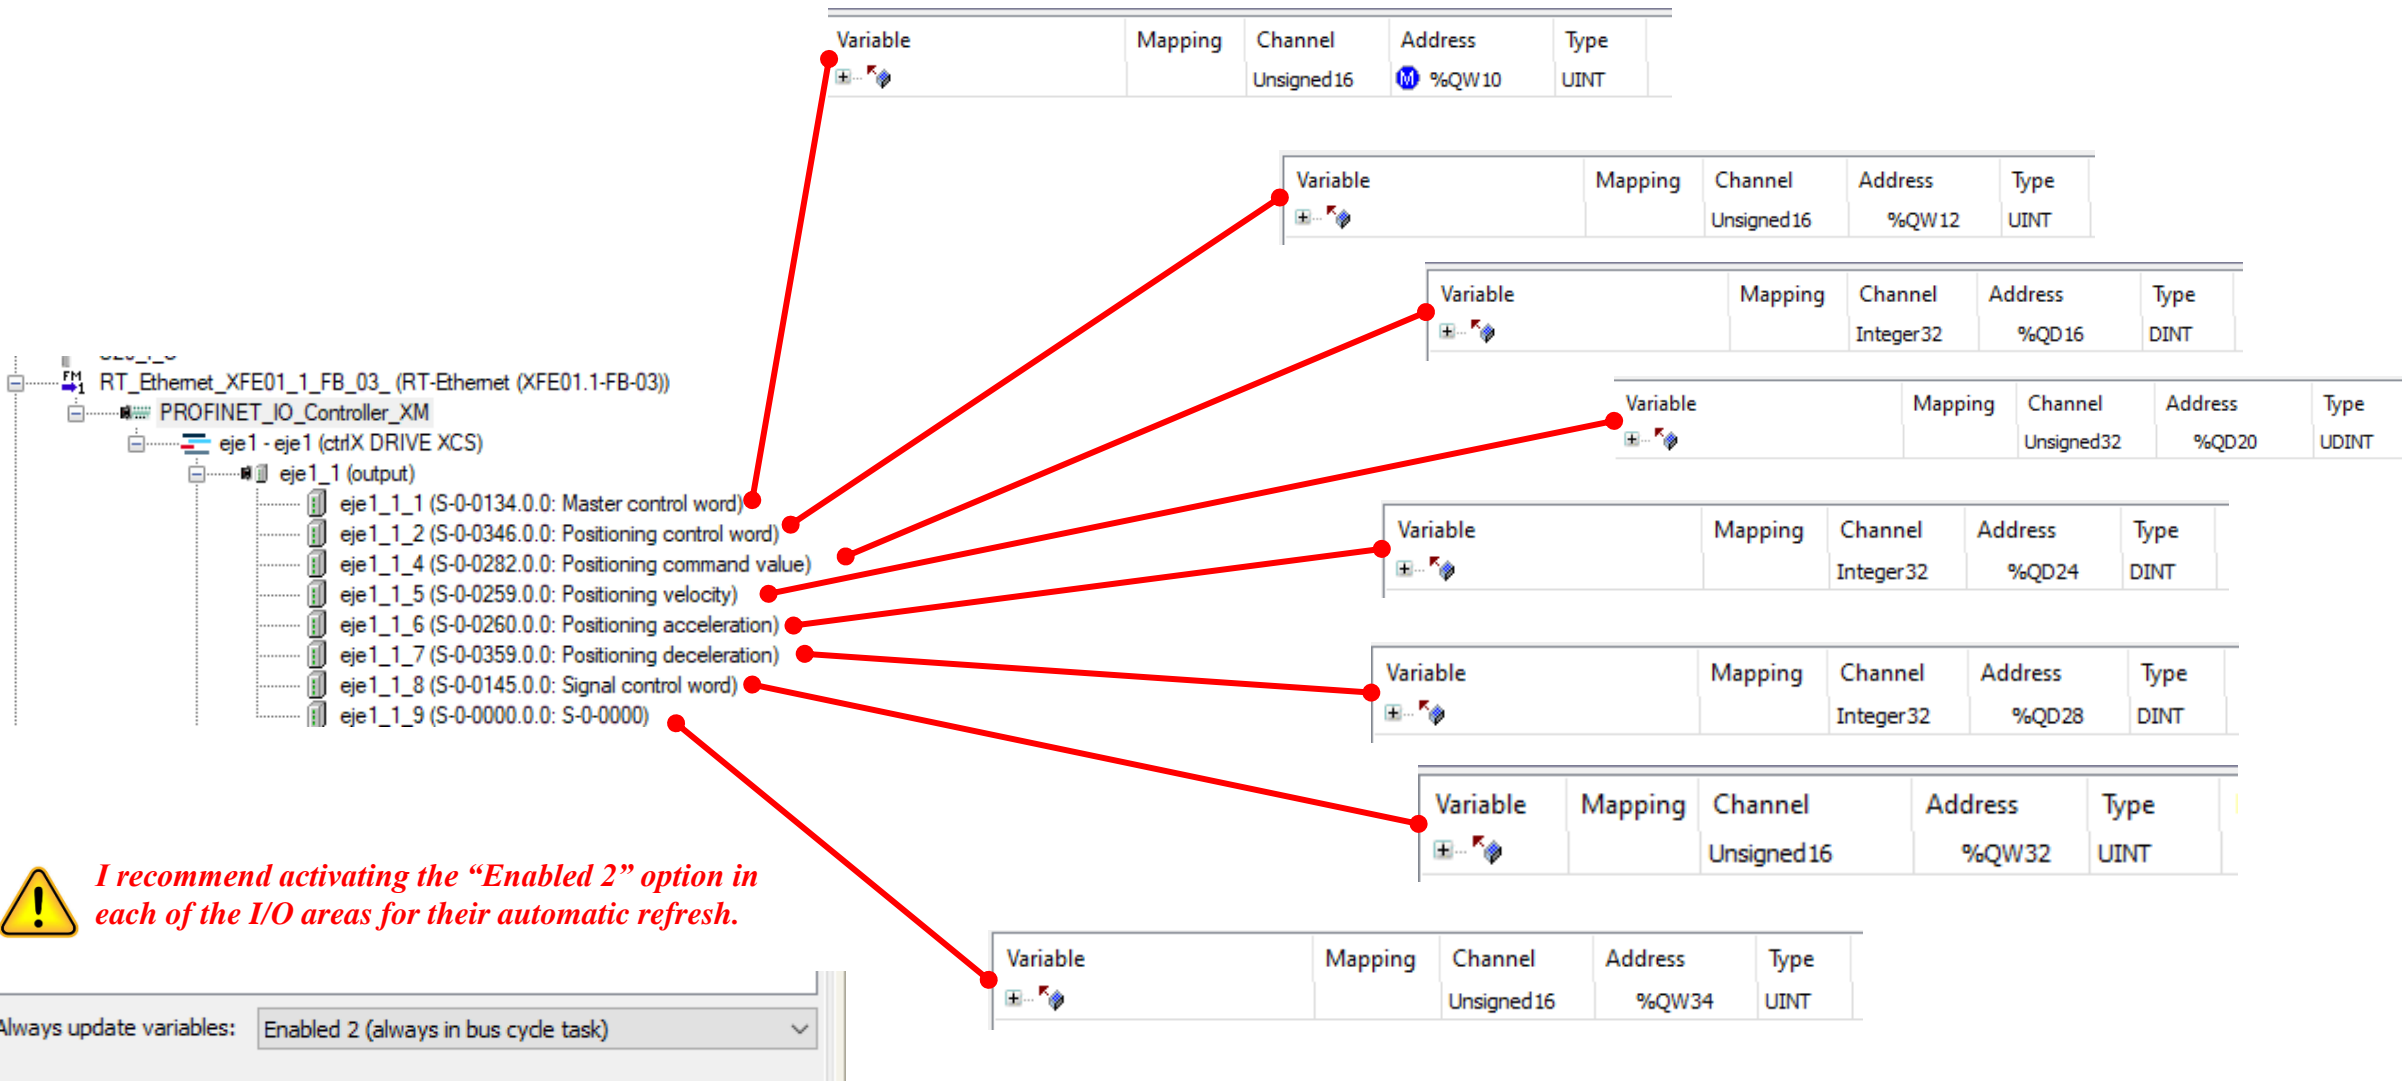 Variable Mapping Channel Address Type
Unsigned16 M %QW10 UINT
Variable Mapping Channel Address Type
Unsigned16 %QW12 UINT
Variable Mapping Channel Address Type
Integer32 %QD16 DINT
Variable Mapping Channel Address Type
Unsigned32 %QD20 UDINT
FM 1 RT_Ethernet_XFE01_1_FB_03_ (RT-Ethernet (XFE01.1-FB-03))
PROFINET_IO_Controller_XM
eje1 - eje1 (ctrlX DRIVE XCS)
eje1_1 (output)
eje1_1_1 (S-0-0134.0.0: Master control word)
eje1_1_2 (S-0-0346.0.0: Positioning control word)
eje1_1_4 (S-0-0282.0.0: Positioning command value)
eje1_1_5 (S-0-0259.0.0: Positioning velocity)
eje1_1_6 (S-0-0260.0.0: Positioning acceleration)
eje1_1_7 (S-0-0359.0.0: Positioning deceleration)
eje1_1_8 (S-0-0145.0.0: Signal control word)
eje1_1_9 (S-0-0000.0.0: S-0-0000)
Variable Mapping Channel Address Type
Integer32 %QD24 DINT
Variable Mapping Channel Address Type
Integer32 %QD28 DINT
Variable Mapping Channel Address Type
Unsigned16 %QW32 UINT
I recommend activating the “Enabled 2” option in
each of the I/O areas for their automatic refresh.
Variable Mapping Channel Address Type
Unsigned16 %QW34 UINT
Always update variables: Enabled 2 (always in bus cycle task)